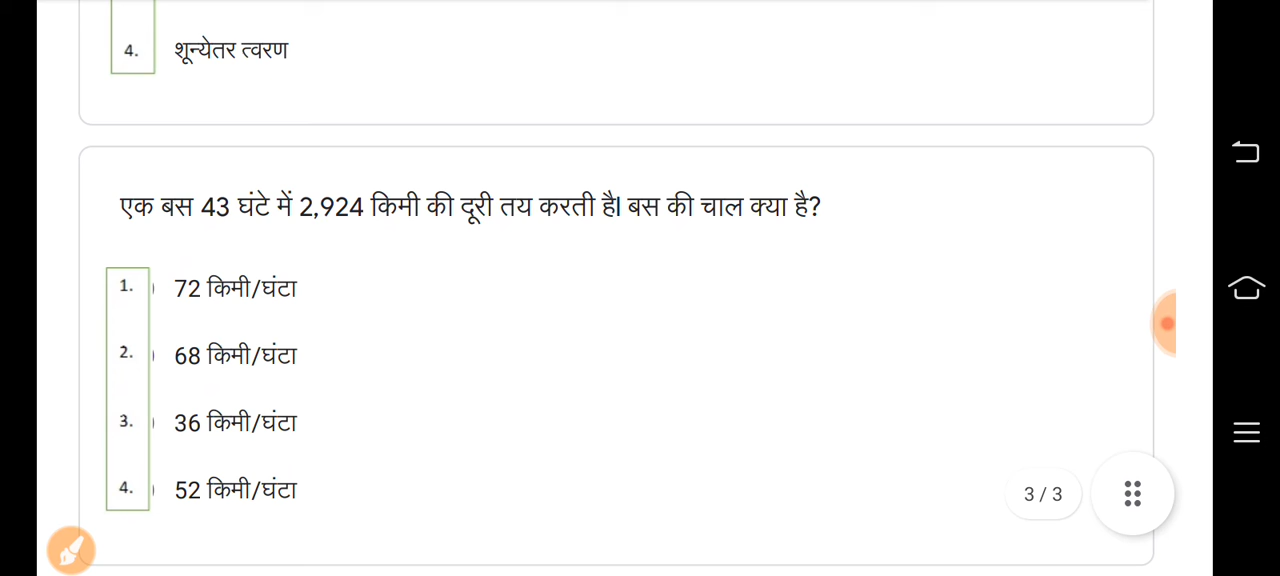 4. शून्येतर त्वरण
एक बस 43 घंटे में 2,924 किमी की दूरी तय करती है। बस की चाल क्या है?
1. 72 किमी/घंटा
2. 68 किमी/घंटा
3. 36 किमी/घंटा
4. 52 किमी/घंटा
3 / 3